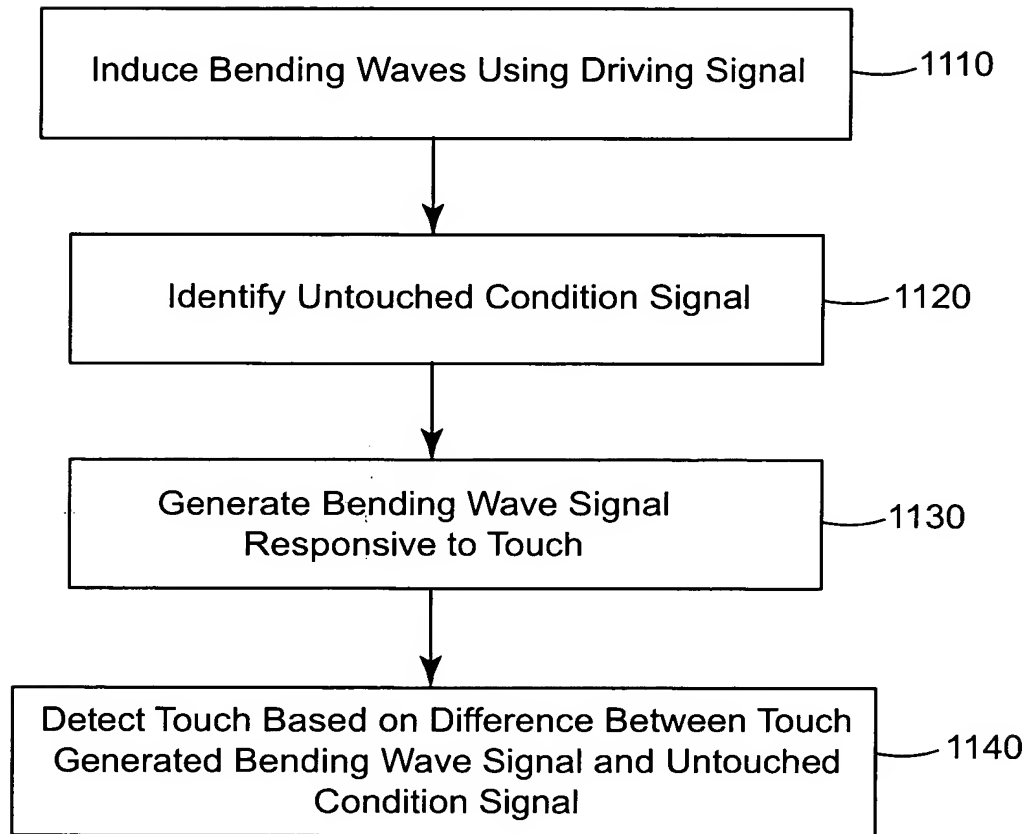 Induce Bending Waves Using Driving Signal
1110
Identify Untouched Condition Signal
1120
Generate Bending Wave Signal
Responsive to Touch
1130
Detect Touch Based on Difference Between Touch
Generated Bending Wave Signal and Untouched
Condition Signal
1140